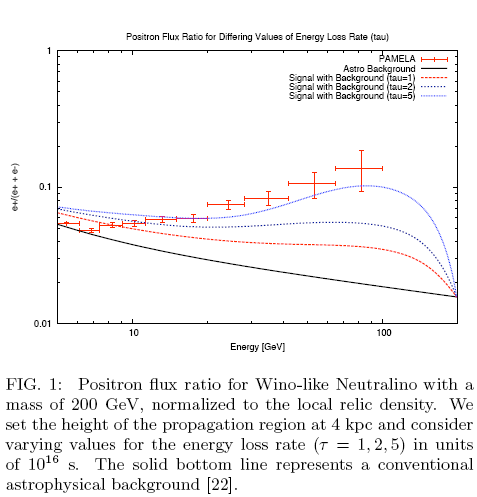 Positron Flux Ratio for Differing Values of Energy Loss Rate (tau)
1
PAMELA
Astro Background
Signal with Background (tau=1)
Signal with Background (tau=2)
Signal with Background (tau=5)
e+/(e+ + e-)
0.1
0.01
10
100
Energy [GeV]
FIG. 1: Positron flux ratio for Wino-like Neutralino with a
mass of 200 GeV, normalized to the local relic density. We
set the height of the propagation region at 4 kpc and consider
varying values for the energy loss rate (τ = 1, 2, 5) in units
of 10¹⁶ s. The solid bottom line represents a conventional
astrophysical background [22].